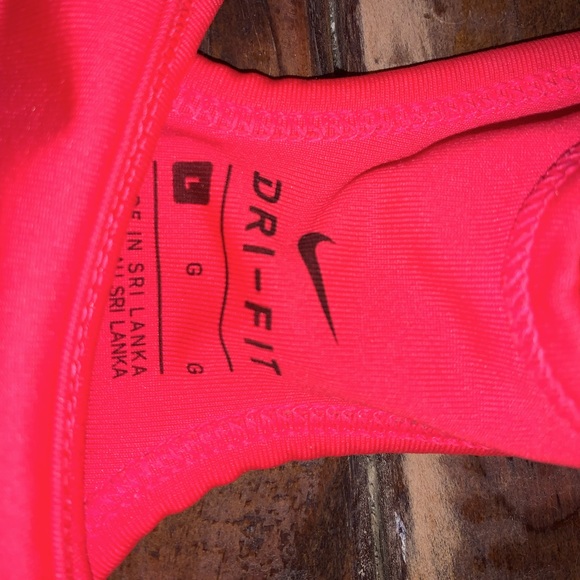 DRI-FIT
L
G G
IN SRI LANKA
SRI LANKA